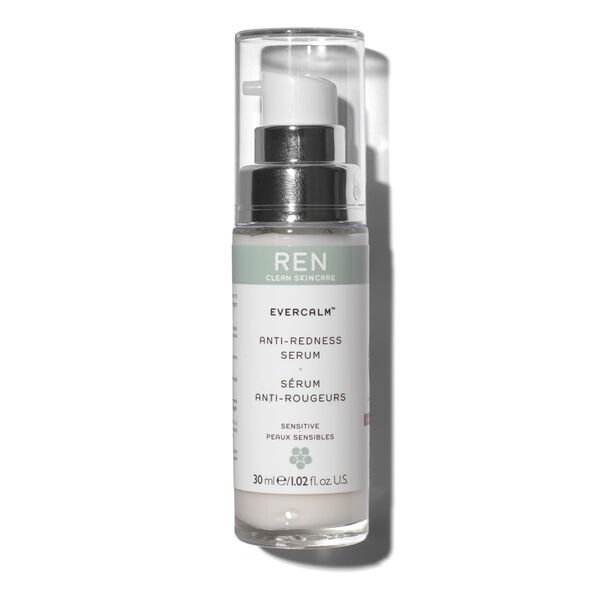 REN
CLEAN SKINCARE
EVERCALM™
ANTI-REDNESS
SERUM
·
SÉRUM
ANTI-ROUGEURS
SENSITIVE
PEAUX SENSIBLES
30 ml ℮/1.02 fl. oz. U.S.